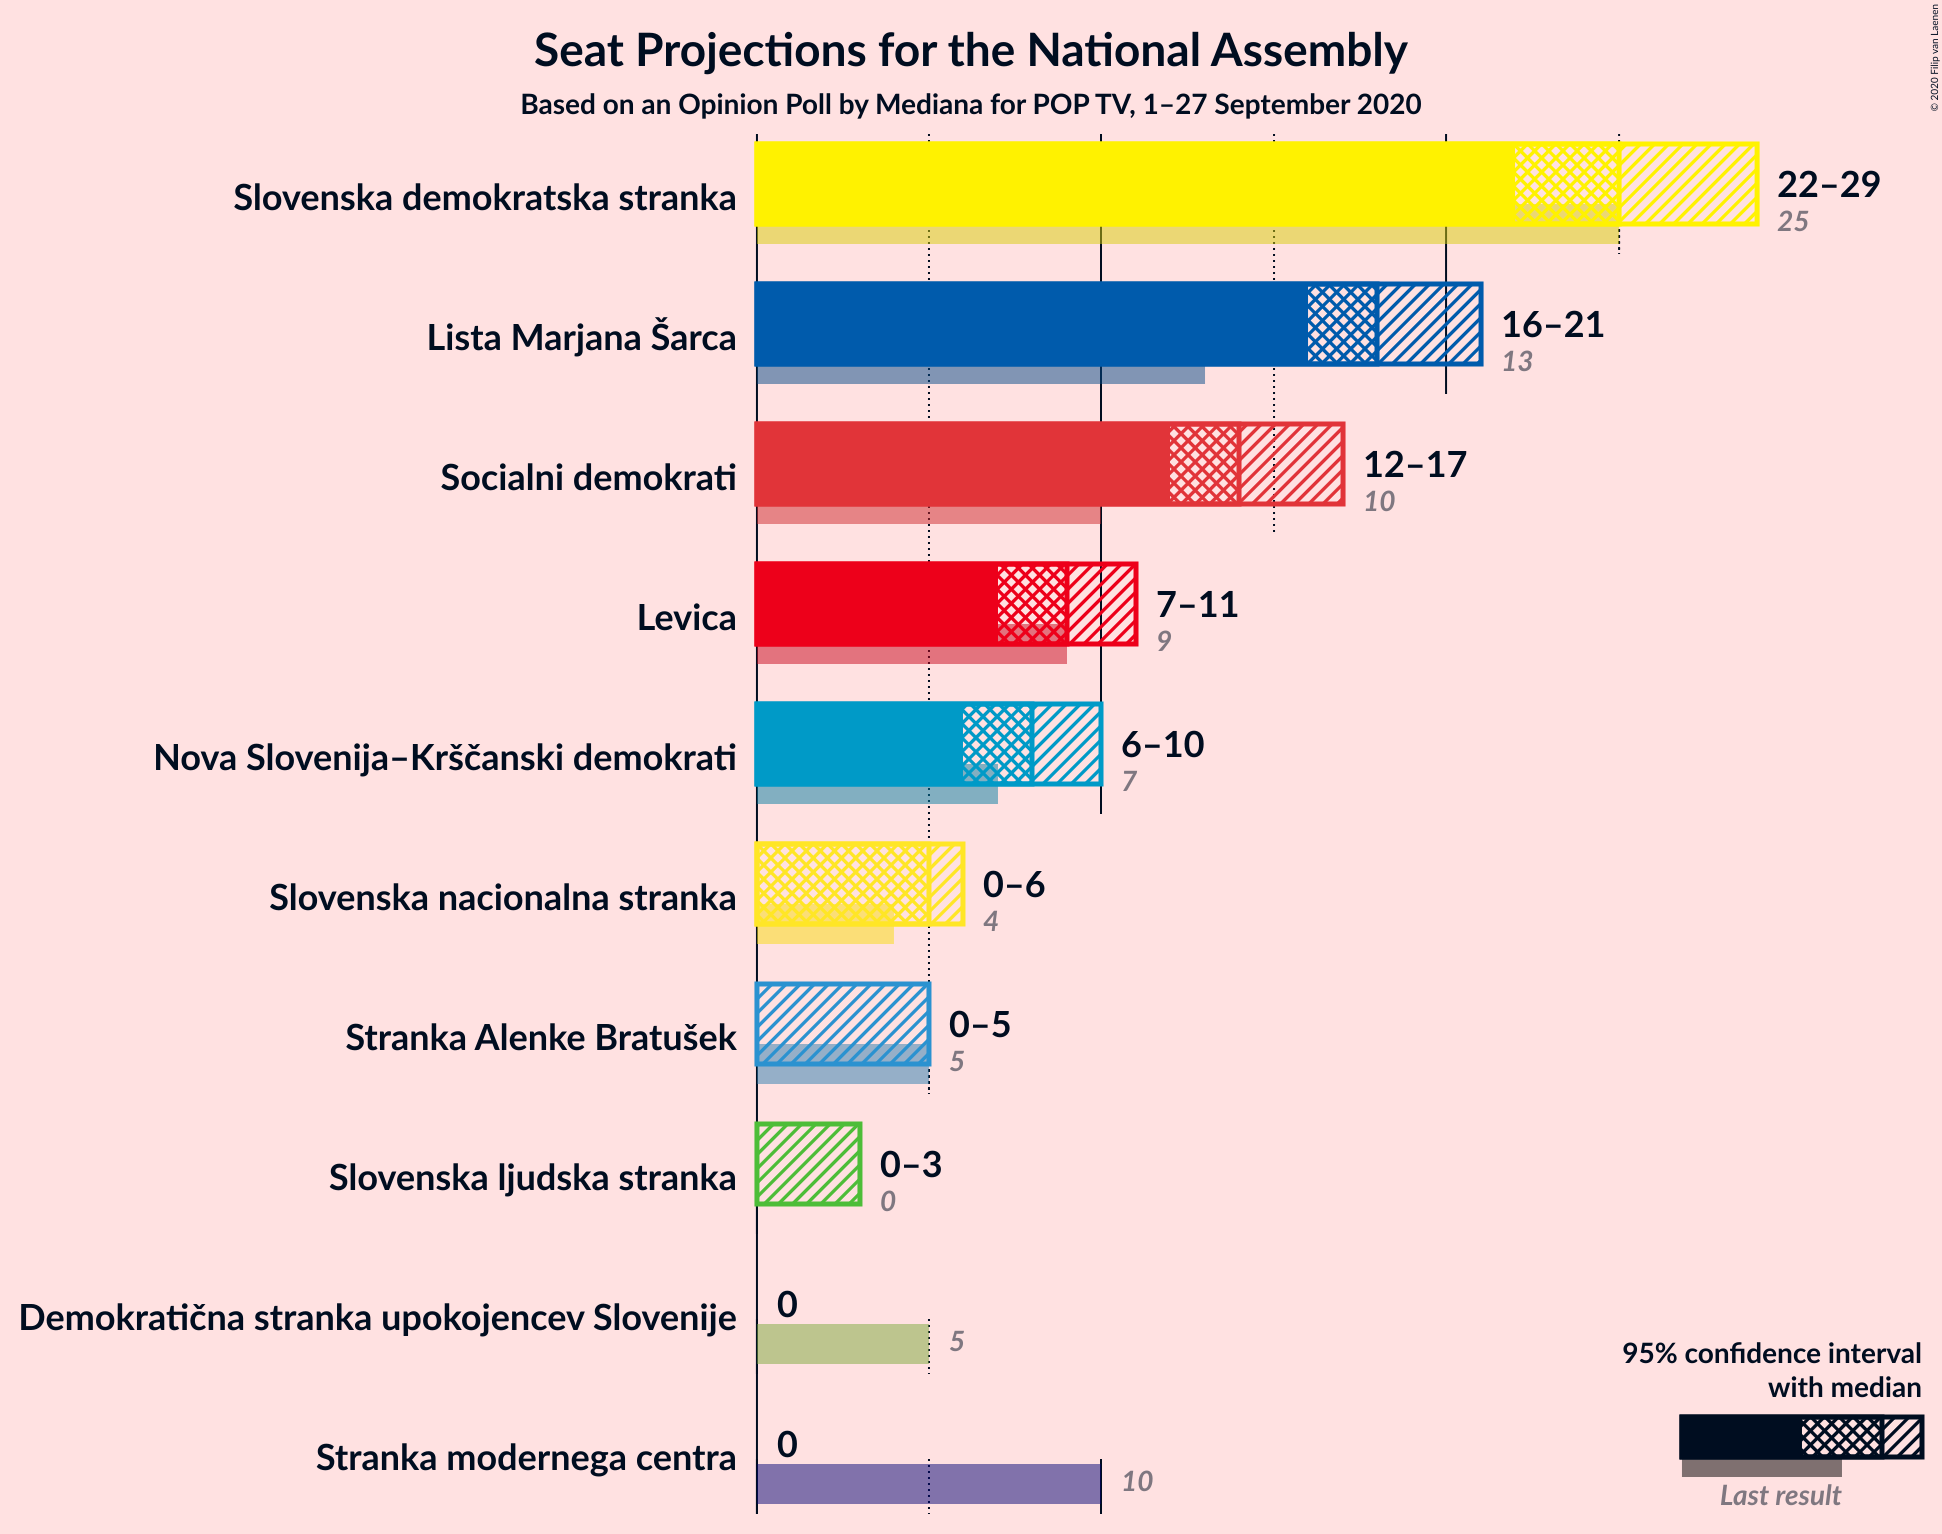 Seat Projections for the National Assembly
Based on an Opinion Poll by Mediana for POP TV, 1–27 September 2020
© 2020 Filip van Laenen
Slovenska demokratska stranka
22–29
25
Lista Marjana Šarca
16–21
13
Socialni demokrati
12–17
10
Levica
7–11
9
Nova Slovenija–Krščanski demokrati
6–10
7
Slovenska nacionalna stranka
0–6
4
Stranka Alenke Bratušek
0–5
5
Slovenska ljudska stranka
0–3
0
Demokratična stranka upokojencev Slovenije
0
5
Stranka modernega centra
0
10
95% confidence interval
with median
Last result